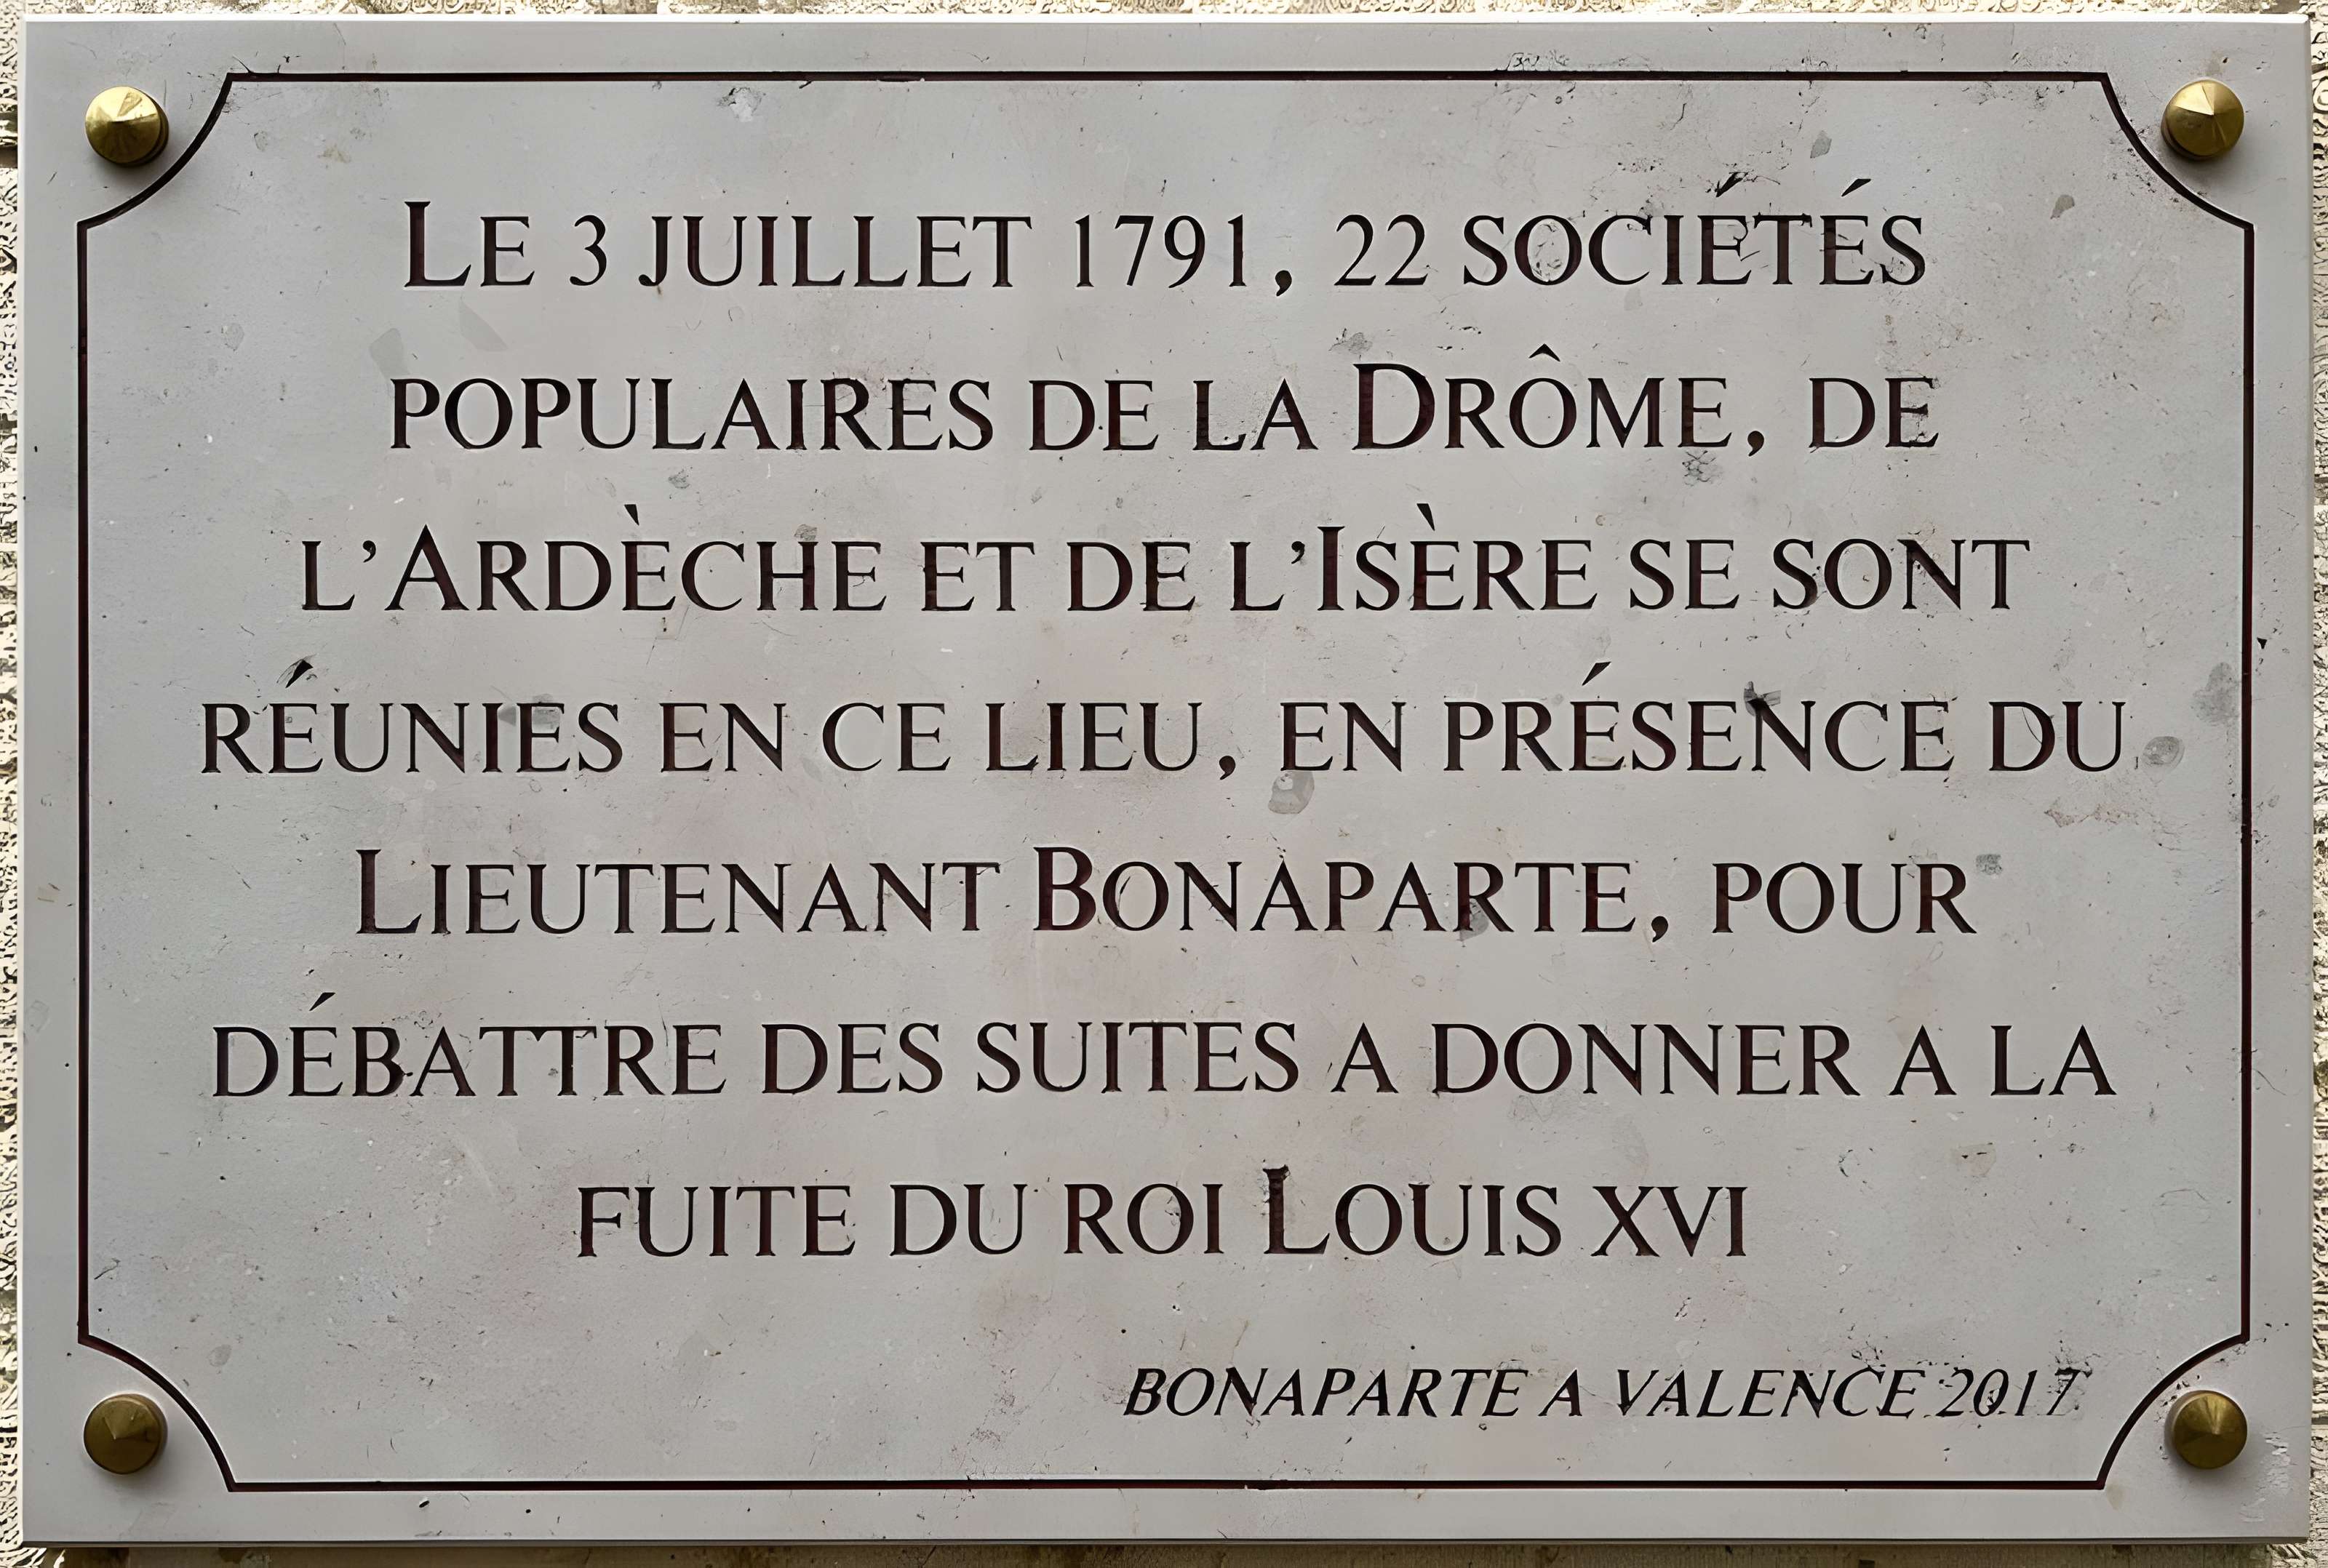 LE 3 JUILLET 1791, 22 SOCIÉTÉS
POPULAIRES DE LA DRÔME, DE
L'ARDÈCHE ET DE L'ISÈRE SE SONT
RÉUNIES EN CE LIEU, EN PRÉSENCE DU
LIEUTENANT BONAPARTE, POUR
DÉBATTRE DES SUITES A DONNER A LA
FUITE DU ROI LOUIS XVI
BONAPARTE A VALENCE 2017